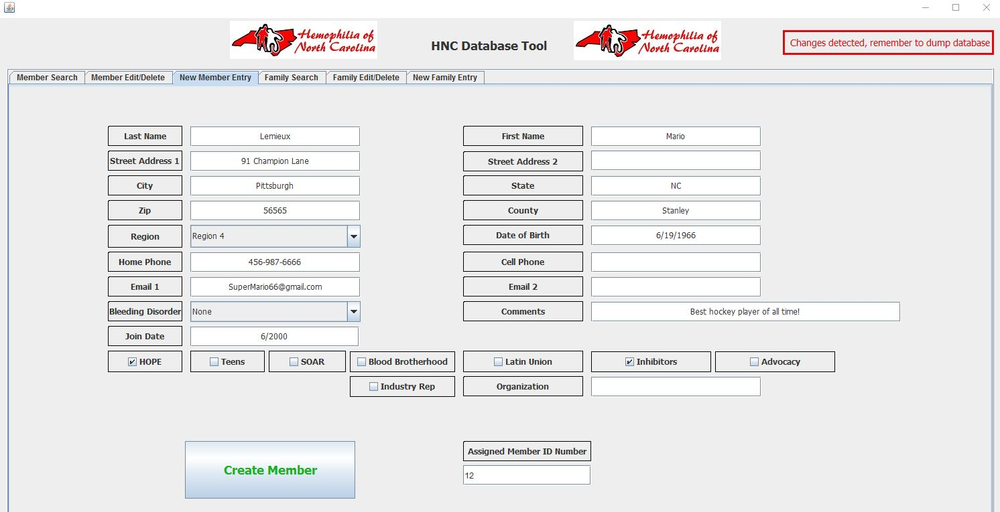 Hemophilia of
North Carolina
HNC Database Tool
Hemophilia of
North Carolina
Changes detected, remember to dump database
Member Search Member Edit/Delete New Member Entry Family Search Family Edit/Delete New Family Entry
Last Name Lemieux First Name Mario
Street Address 1 91 Champion Lane Street Address 2
City Pittsburgh State NC
Zip 56565 County Stanley
Region Region 4 Date of Birth 6/19/1966
Home Phone 456-987-6666 Cell Phone
Email 1 SuperMario66@gmail.com Email 2
Bleeding Disorder None Comments Best hockey player of all time!
Join Date 6/2000
HOPE Teens SOAR Blood Brotherhood Latin Union Inhibitors Advocacy
Industry Rep Organization
Assigned Member ID Number
Create Member
12